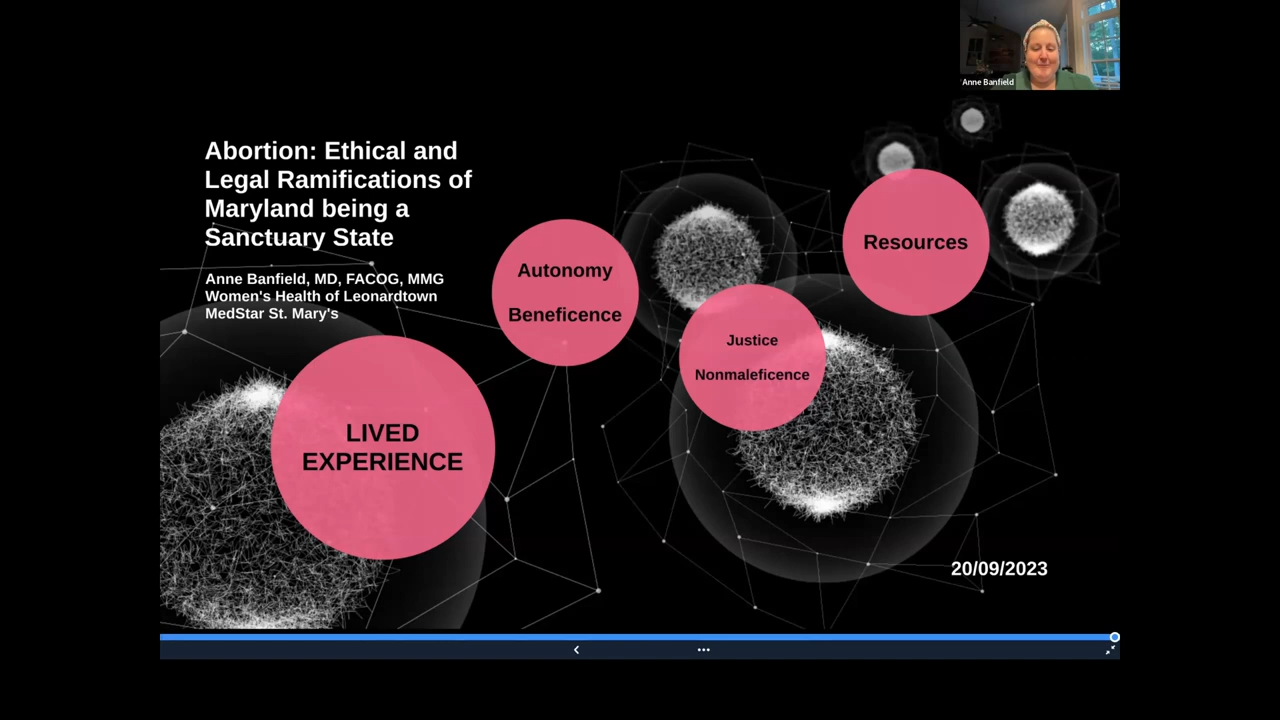 Anne Banfield
Abortion: Ethical and
Legal Ramifications of
Maryland being a
Sanctuary State
Anne Banfield, MD, FACOG, MMG
Women's Health of Leonardtown
MedStar St. Mary's
LIVED
EXPERIENCE
Autonomy
Beneficence
Justice
Nonmaleficence
Resources
20/09/2023